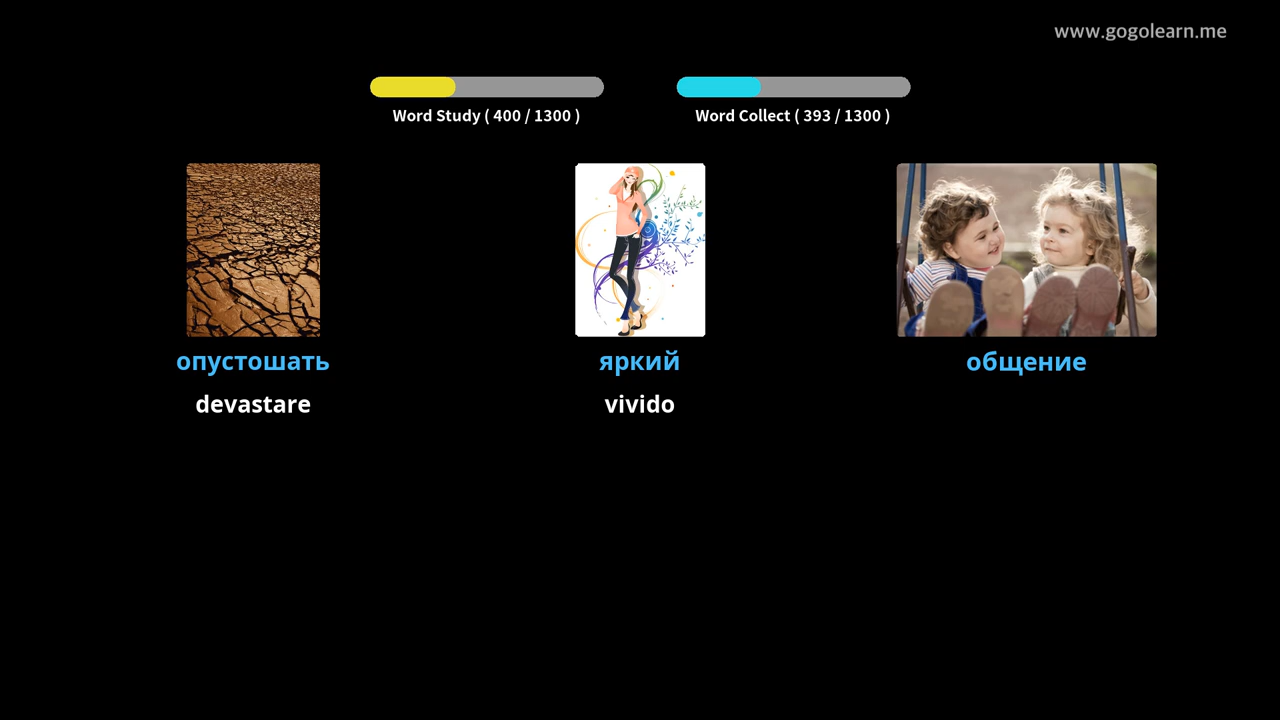 www.gogolearn.me
Word Study ( 400 / 1300 )
Word Collect ( 393 / 1300 )
опустошать
яркий
общение
devastare
vivido